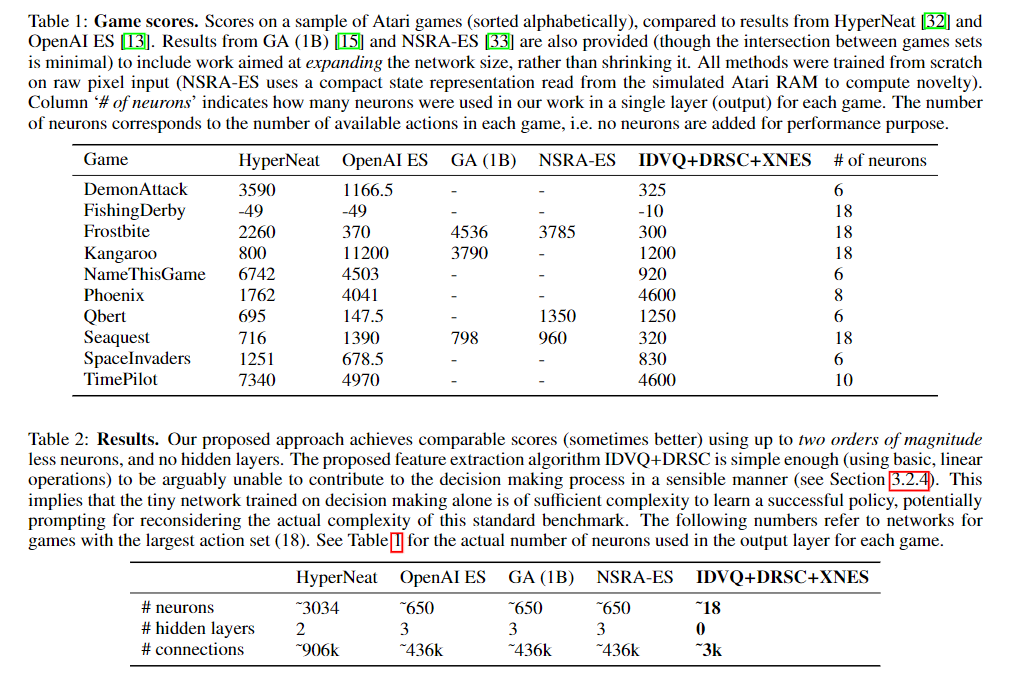 Table 1: Game scores. Scores on a sample of Atari games (sorted alphabetically), compared to results from HyperNeat [32] and
OpenAI ES [13]. Results from GA (1B) [15] and NSRA-ES [33] are also provided (though the intersection between games sets
is minimal) to include work aimed at expanding the network size, rather than shrinking it. All methods were trained from scratch
on raw pixel input (NSRA-ES uses a compact state representation read from the simulated Atari RAM to compute novelty).
Column ‘# of neurons’ indicates how many neurons were used in our work in a single layer (output) for each game. The number
of neurons corresponds to the number of available actions in each game, i.e. no neurons are added for performance purpose.
Game HyperNeat OpenAI ES GA (1B) NSRA-ES IDVQ+DRSC+XNES # of neurons
DemonAttack 3590 1166.5 - - 325 6
FishingDerby -49 -49 - - -10 18
Frostbite 2260 370 4536 3785 300 18
Kangaroo 800 11200 3790 - 1200 18
NameThisGame 6742 4503 - - 920 6
Phoenix 1762 4041 - - 4600 8
Qbert 695 147.5 - 1350 1250 6
Seaquest 716 1390 798 960 320 18
SpaceInvaders 1251 678.5 - - 830 6
TimePilot 7340 4970 - - 4600 10
Table 2: Results. Our proposed approach achieves comparable scores (sometimes better) using up to two orders of magnitude
less neurons, and no hidden layers. The proposed feature extraction algorithm IDVQ+DRSC is simple enough (using basic, linear
operations) to be arguably unable to contribute to the decision making process in a sensible manner (see Section 3.2.4). This
implies that the tiny network trained on decision making alone is of sufficient complexity to learn a successful policy, potentially
prompting for reconsidering the actual complexity of this standard benchmark. The following numbers refer to networks for
games with the largest action set (18). See Table 1 for the actual number of neurons used in the output layer for each game.
HyperNeat OpenAI ES GA (1B) NSRA-ES IDVQ+DRSC+XNES
# neurons ~3034 ~650 ~650 ~650 ~18
# hidden layers 2 3 3 3 0
# connections ~906k ~436k ~436k ~436k ~3k